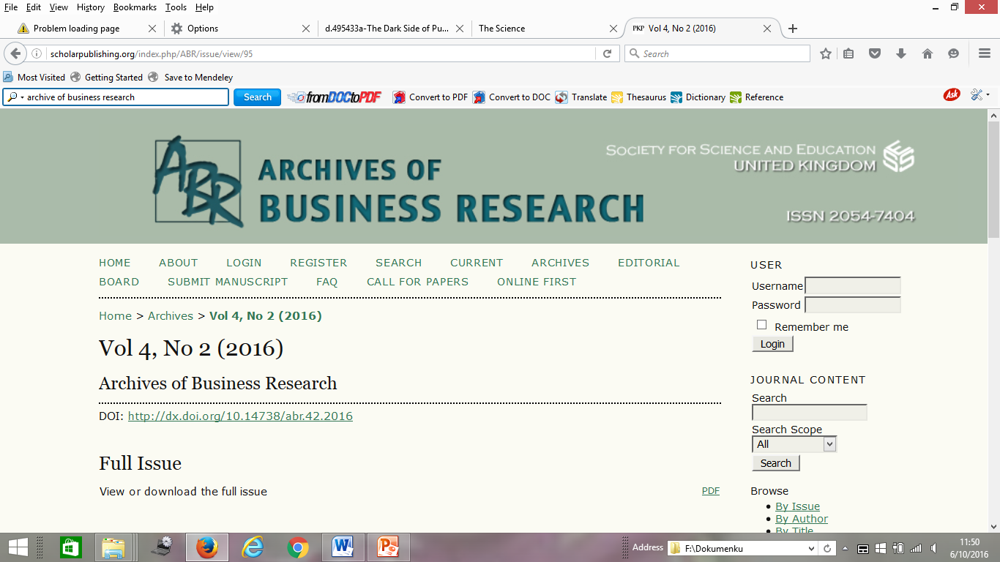 File Edit View History Bookmarks Tools Help
Problem loading page
Options
d.495433a-The Dark Side of Pu...
The Science
PKP Vol 4, No 2 (2016)
scholarpublishing.org/index.php/ABR/issue/view/95
Search
Most Visited Getting Started Save to Mendeley
archive of business research
Search
fromDOCtoPDF
Convert to PDF
Convert to DOC
Translate
Thesaurus
Dictionary
Reference
Ask
ABR
ARCHIVES OF
BUSINESS RESEARCH
SOCIETY FOR SCIENCE AND EDUCATION
UNITED KINGDOM
ISSN 2054-7404
HOME ABOUT LOGIN REGISTER SEARCH CURRENT ARCHIVES EDITORIAL
BOARD SUBMIT MANUSCRIPT FAQ CALL FOR PAPERS ONLINE FIRST
Home > Archives > Vol 4, No 2 (2016)
Vol 4, No 2 (2016)
Archives of Business Research
DOI: http://dx.doi.org/10.14738/abr.42.2016
Full Issue
View or download the full issue PDF
USER
Username
Password
Remember me
Login
JOURNAL CONTENT
Search
Search Scope
All
Search
Browse
By Issue
By Author
By Title
Address F:\Dokumenku
11:50
6/10/2016